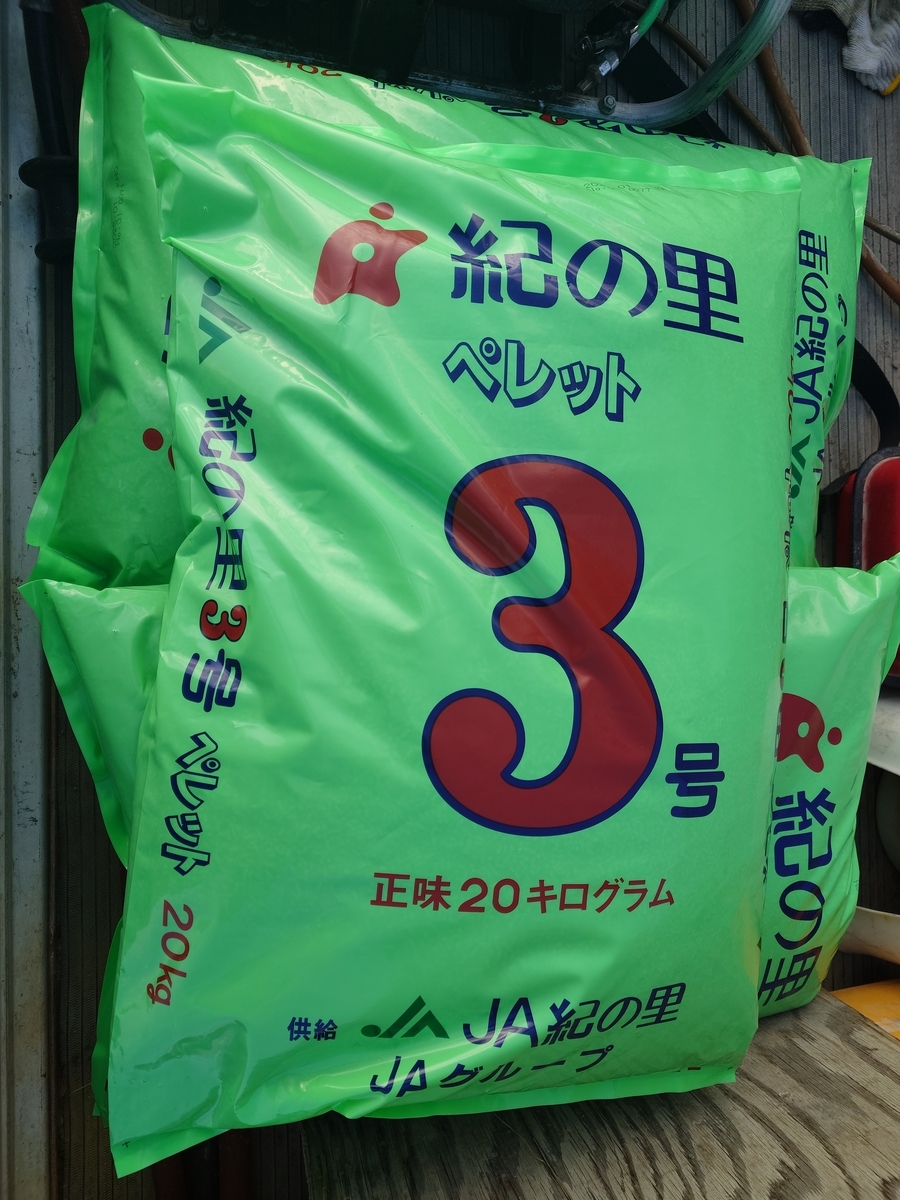 紀の里
ペレット
3号
正味20キログラム
供給 JA JA紀の里
JAグループ
JA
紀の里3号 ペレット 20kg
JA紀の里
紀の里
20kg